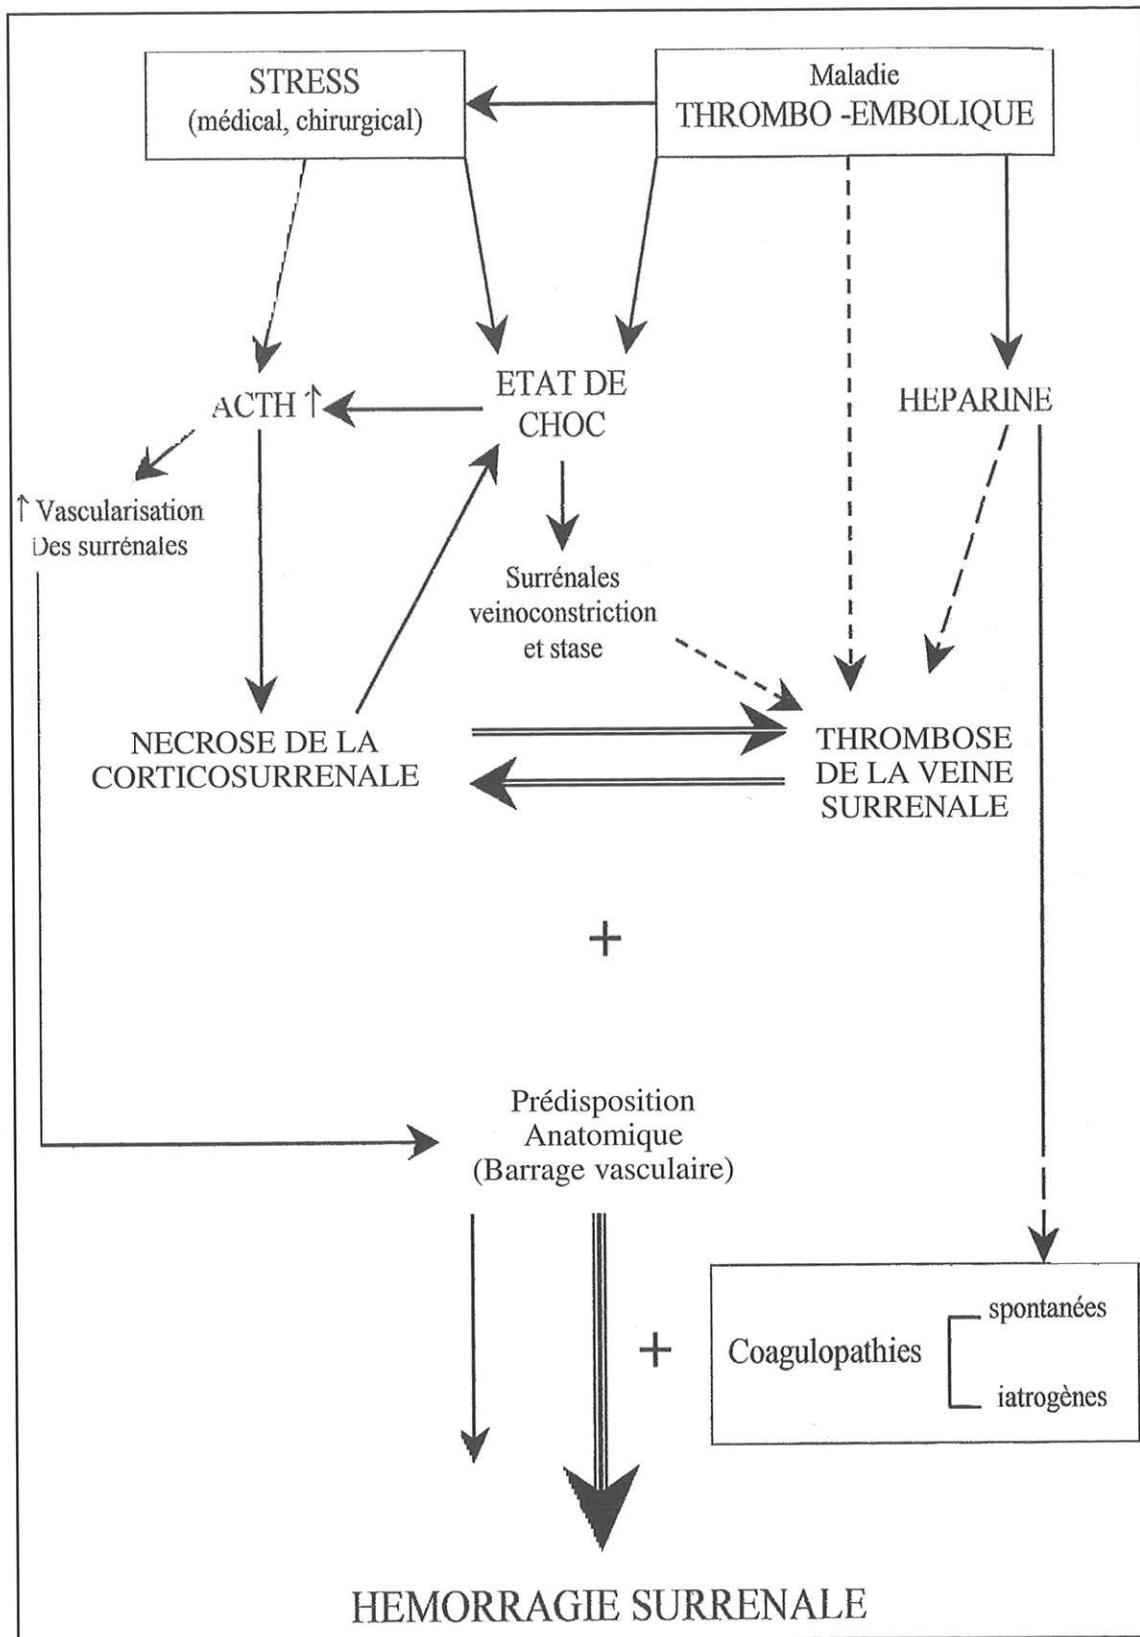 STRESS
(médical, chirurgical)
Maladie
THROMBO -EMBOLIQUE
ACTH ↑
ETAT DE
CHOC
HEPARINE
↑ Vascularisation
Des surrénales
Surrénales
veinoconstriction
et stase
NECROSE DE LA
CORTICOSURRENALE
THROMBOSE
DE LA VEINE
SURRENALE
+
Prédisposition
Anatomique
(Barrage vasculaire)
+
Coagulopathies
spontanées
iatrogènes
HEMORRAGIE SURRENALE